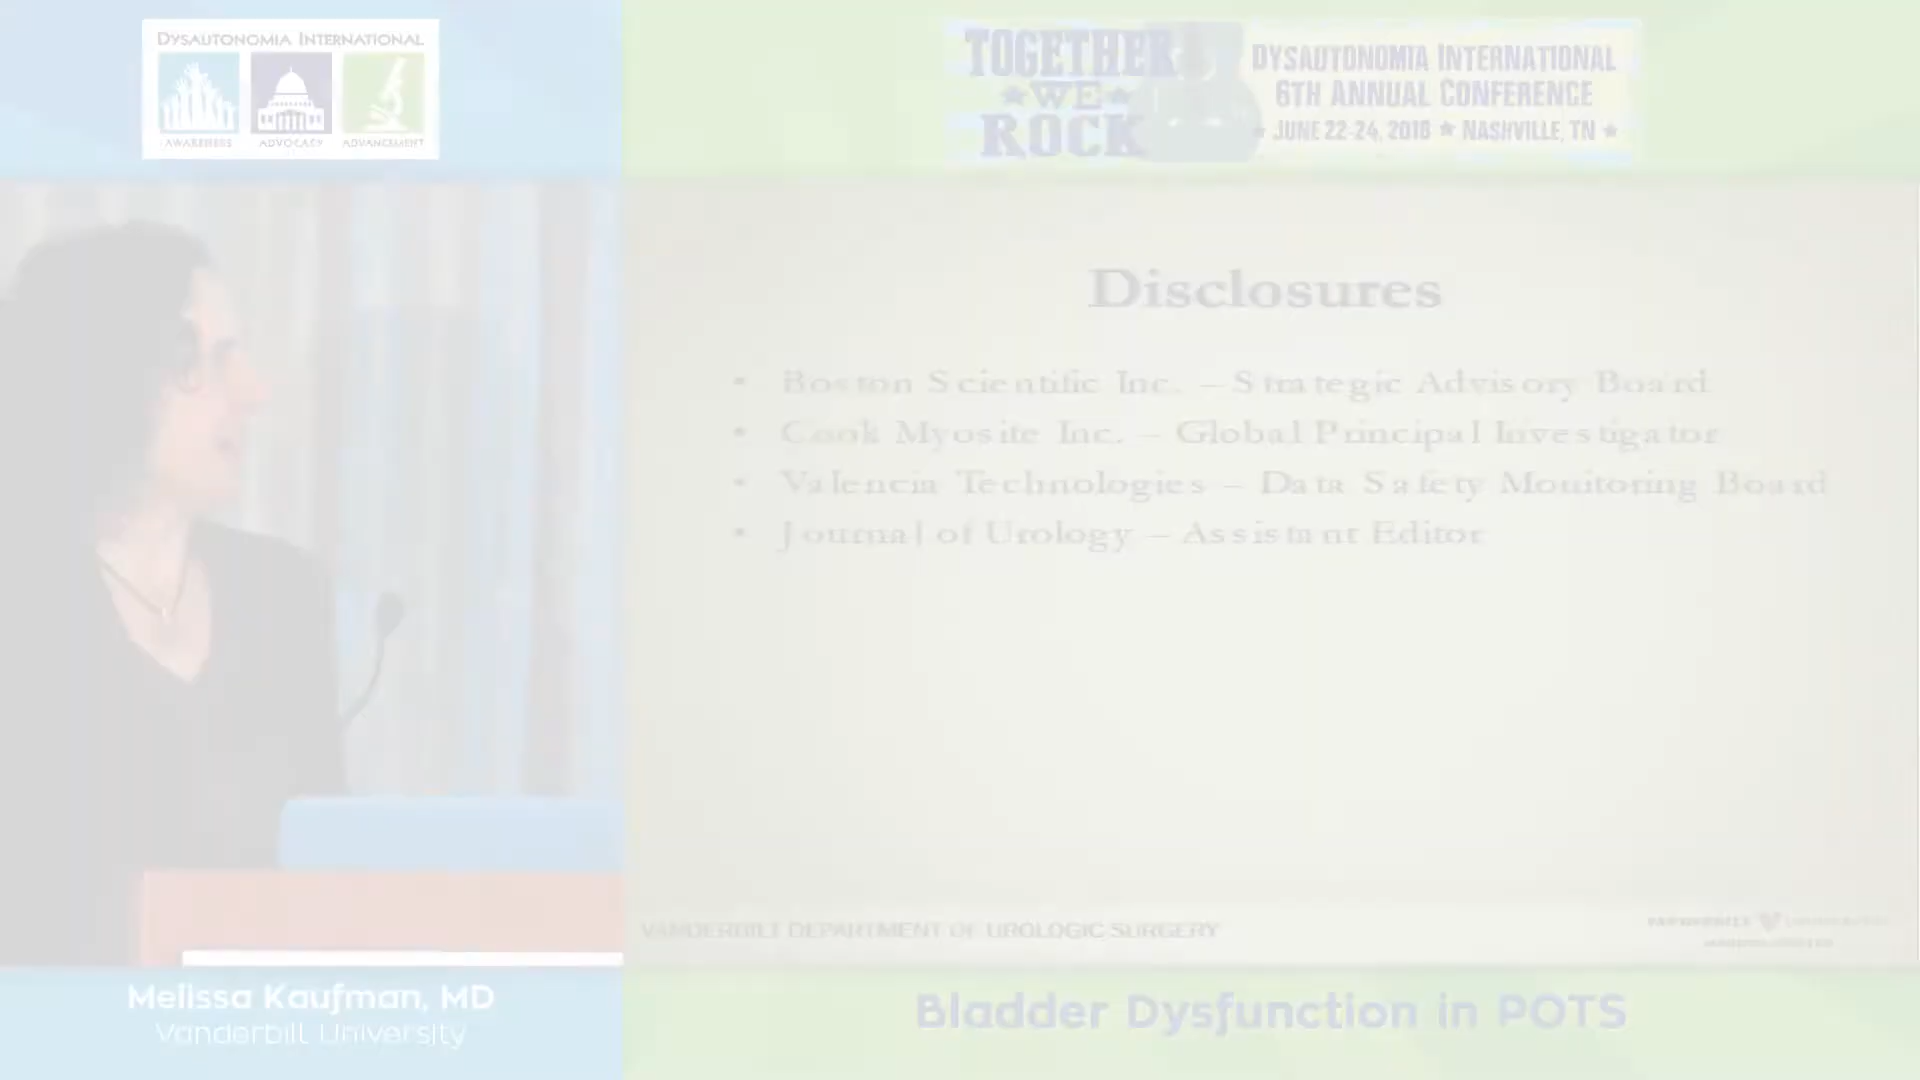 DYSAUTONOMIA INTERNATIONAL
AWARENESS ADVOCACY ADVANCEMENT
TOGETHER
WE
ROCK
DYSAUTONOMIA INTERNATIONAL
6TH ANNUAL CONFERENCE
JUNE 22-24, 2018 ★ NASHVILLE, TN ★
Disclosures
• Boston Scientific Inc. – Strategic Advisory Board
• Cook Myosite Inc. – Global Principal Investigator
• Valencia Technologies – Data Safety Monitoring Board
• Journal of Urology – Assistant Editor
VANDERBILT DEPARTMENT OF UROLOGIC SURGERY
VANDERBILT UNIVERSITY
Melissa Kaufman, MD
Vanderbilt University
Bladder Dysfunction in POTS